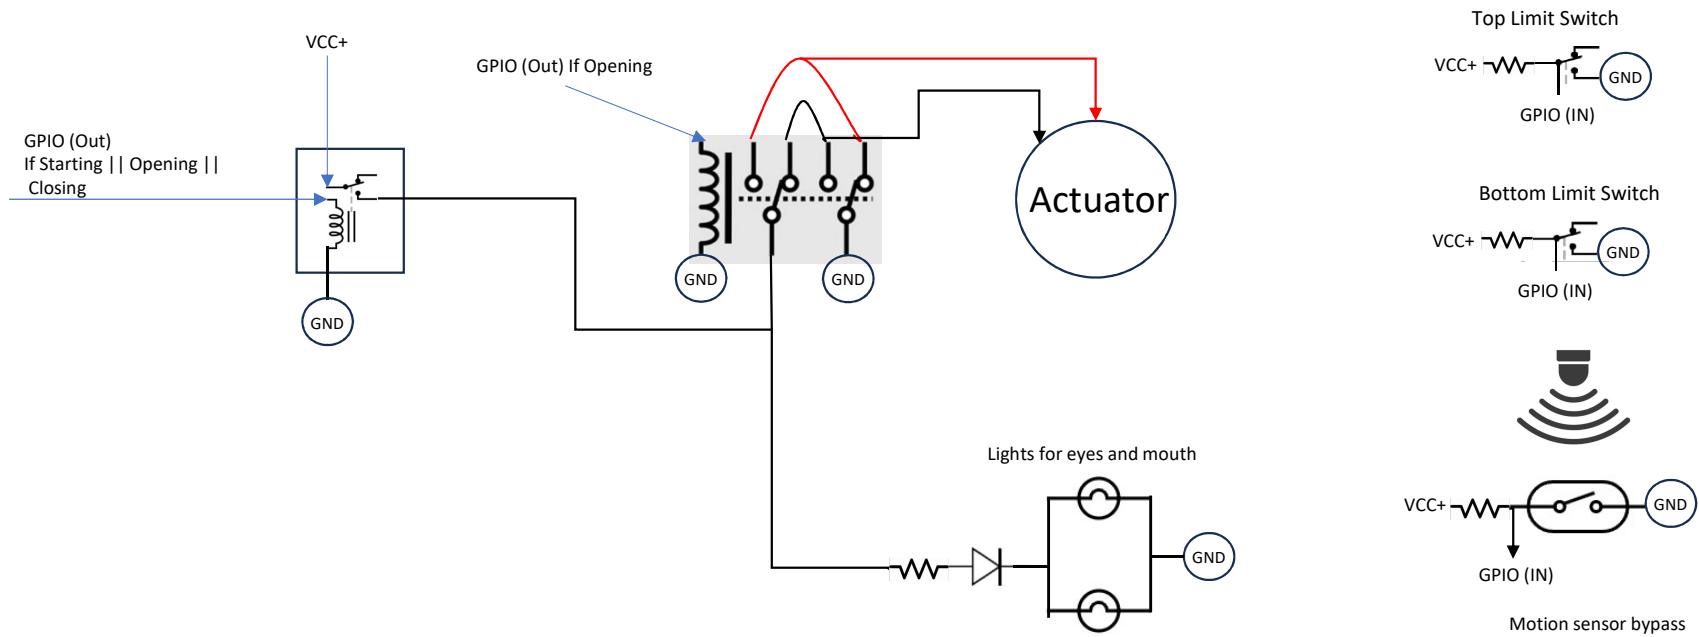 VCC+
GPIO (Out) If Opening
GPIO (Out)
If Starting || Opening ||
Closing
GND
GND
GND
Actuator
Lights for eyes and mouth
GND
Top Limit Switch
VCC+
GND
GPIO (IN)
Bottom Limit Switch
VCC+
GND
GPIO (IN)
VCC+
GND
GPIO (IN)
Motion sensor bypass